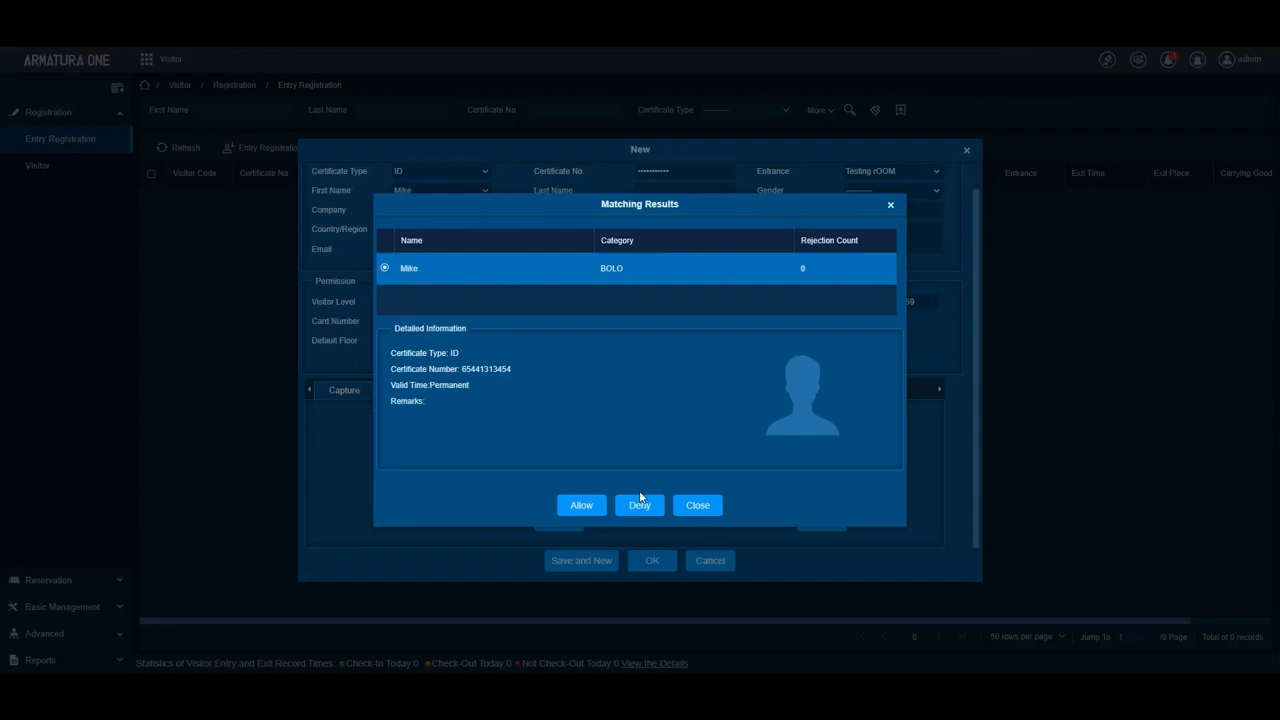 ARMATURA ONE
Visitor
admin
Visitor / Registration / Entry Registration
Registration
First Name Last Name Certificate No. Certificate Type --------- More
Entry Registration
Refresh Entry Registratio
Visitor
Visitor Code Certificate No Entrance Exit Time Exit Place Carrying Good
New
Certificate Type ID Certificate No. •••••••••••• Entrance Testing rOOM
First Name Mike Last Name Gender ---------
Company
Country/Region
Email
Permission
Visitor Level 59
Card Number
Default Floor
Capture
Matching Results
Name Category Rejection Count
Mike BOLO 0
Detailed Information
Certificate Type: ID
Certificate Number: 65441313454
Valid Time:Permanent
Remarks:
Allow Deny Close
Save and New OK Cancel
Reservation
Basic Management
Advanced
Reports
0 50 rows per page Jump To 1 /0 Page Total of 0 records
Statistics of Visitor Entry and Exit Record Times: Check-In Today:0 Check-Out Today:0 Not Check-Out Today:0 View the Details